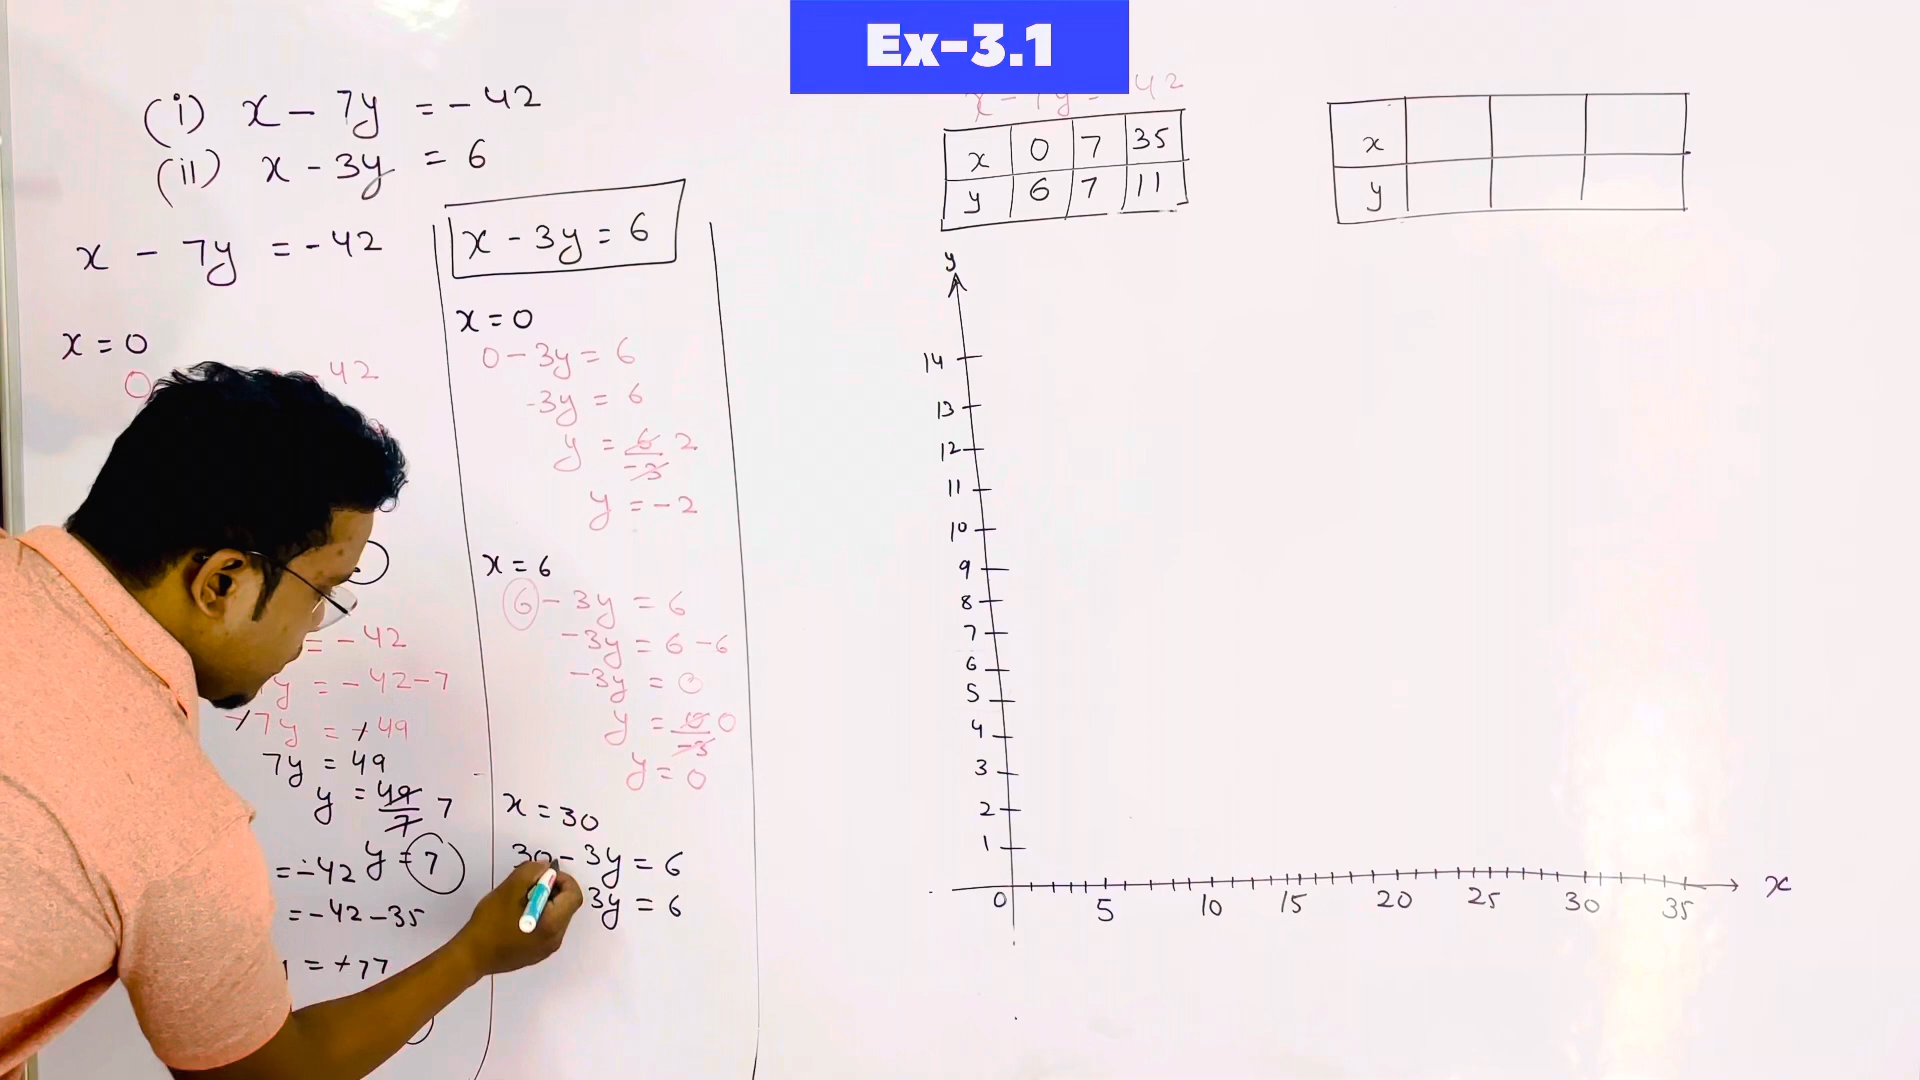 Ex-3.1
(i) x - 7y = -42
(ii) x - 3y = 6
x - 7y = -42
x = 0
0 - 42
= -42
y = -42-7
-7y = -49
7y = 49
y = 49/7 7
y = 7
= -42
= -42-35
= +77
x - 3y = 6
x = 0
0 - 3y = 6
-3y = 6
y = 6/-3 2
y = -2
x = 6
6 - 3y = 6
-3y = 6 - 6
-3y = 0
y = 0/-3 0
y = 0
x = 30
30 - 3y = 6
3y = 6
x - 7y = 42
x 0 7 35
y 6 7 11
x
y
y
14
13
12
11
10
9
8
7
6
5
4
3
2
1
0 5 10 15 20 25 30 35 x